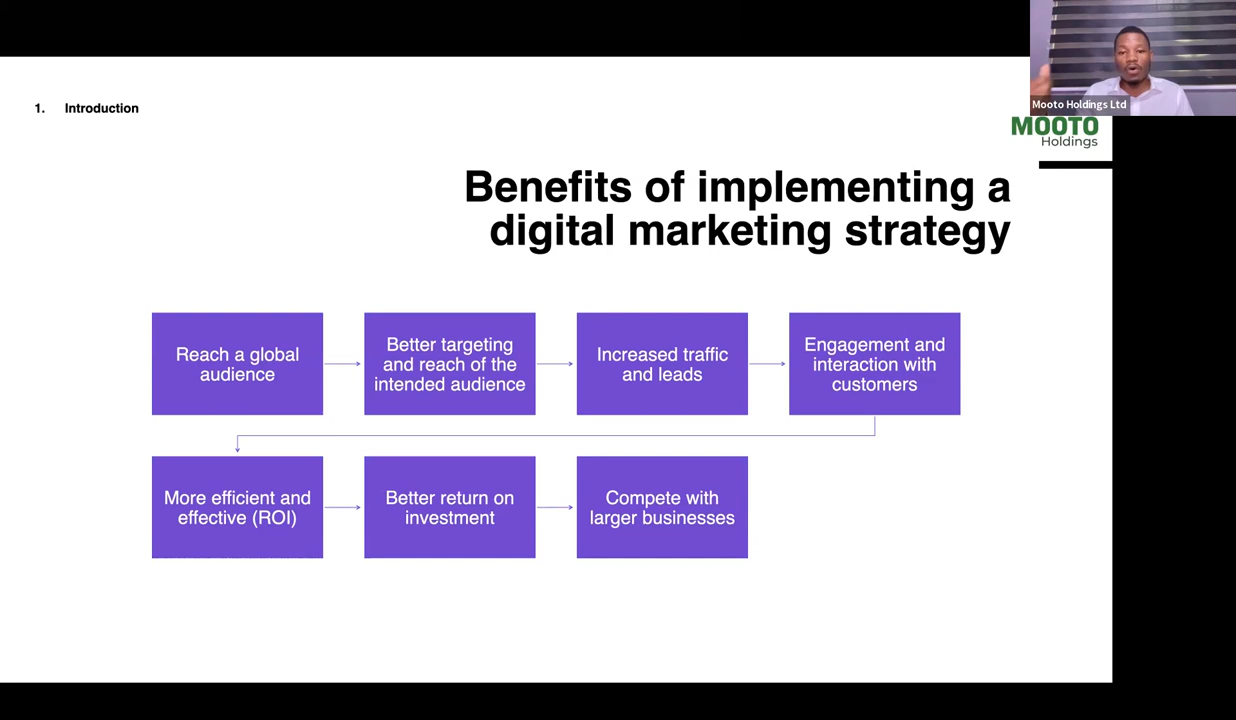 Mooto Holdings Ltd
MOOTO
Holdings
1. Introduction
Benefits of implementing a
digital marketing strategy
Reach a global
audience
Better targeting
and reach of the
intended audience
Increased traffic
and leads
Engagement and
interaction with
customers
More efficient and
effective (ROI)
Better return on
investment
Compete with
larger businesses